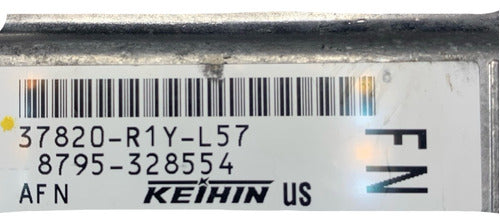 37820-R1Y-L57
8795-328554
AFN KEIHIN US
FN